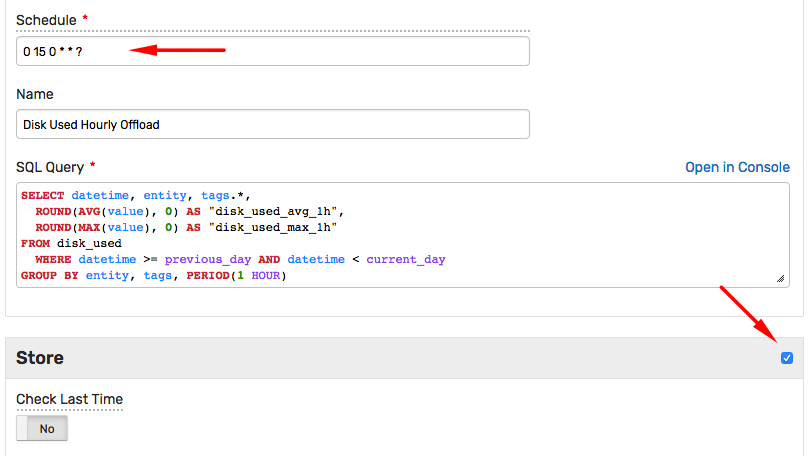 Schedule *
0 15 0 * * ?
Name
Disk Used Hourly Offload
SQL Query * Open in Console
SELECT datetime, entity, tags.*,
ROUND(AVG(value), 0) AS "disk_used_avg_1h",
ROUND(MAX(value), 0) AS "disk_used_max_1h"
FROM disk_used
WHERE datetime >= previous_day AND datetime < current_day
GROUP BY entity, tags, PERIOD(1 HOUR)
Store
Check Last Time
No